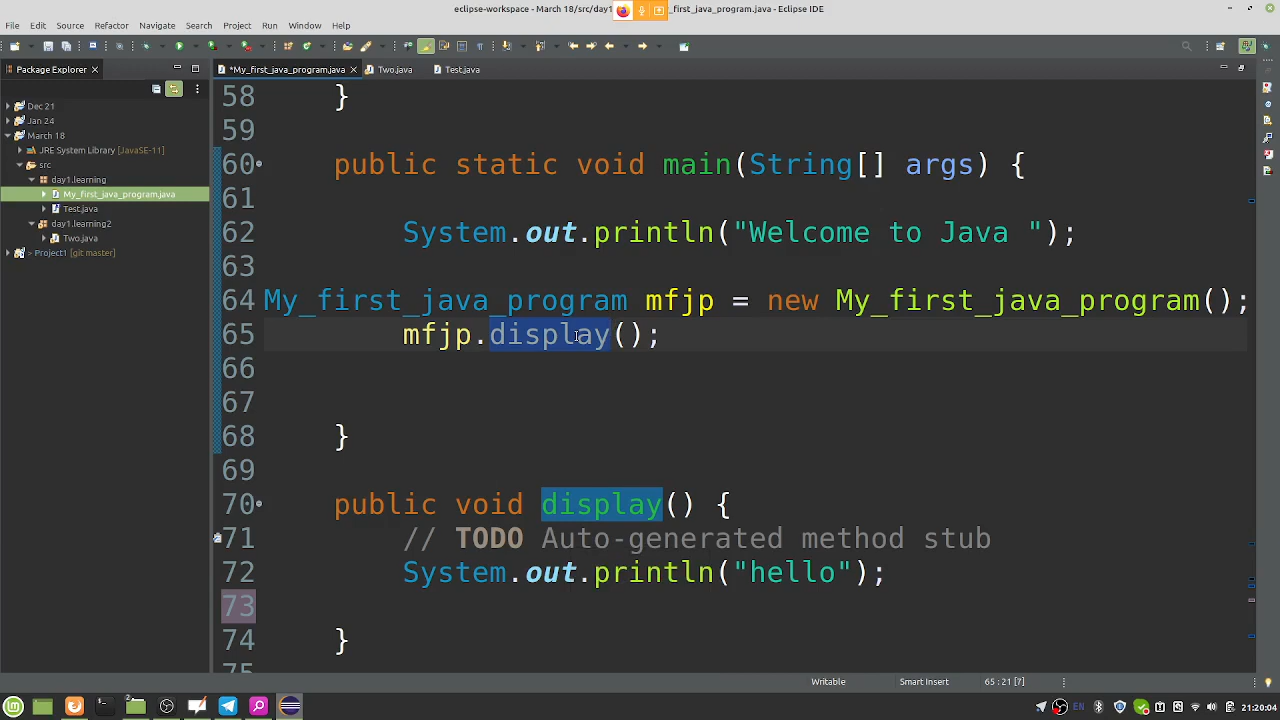 eclipse-workspace - March 18/src/day1 _first_java_program.java - Eclipse IDE
File Edit Source Refactor Navigate Search Project Run Window Help
Package Explorer
*My_first_java_program.java Two.java Test.java
Dec 21
Jan 24
March 18
JRE System Library [JavaSE-11]
src
day1.learning
My_first_java_program.java
Test.java
day1.learning2
Two.java
> Project1 [git master]
58 }
59
60 public static void main(String[] args) {
61
62 System.out.println("Welcome to Java ");
63
64 My_first_java_program mfjp = new My_first_java_program();
65 mfjp.display();
66
67
68 }
69
70 public void display() {
71 // TODO Auto-generated method stub
72 System.out.println("hello");
73
74 }
75
Writable Smart Insert 65 : 21 [7]
EN 21:20:04